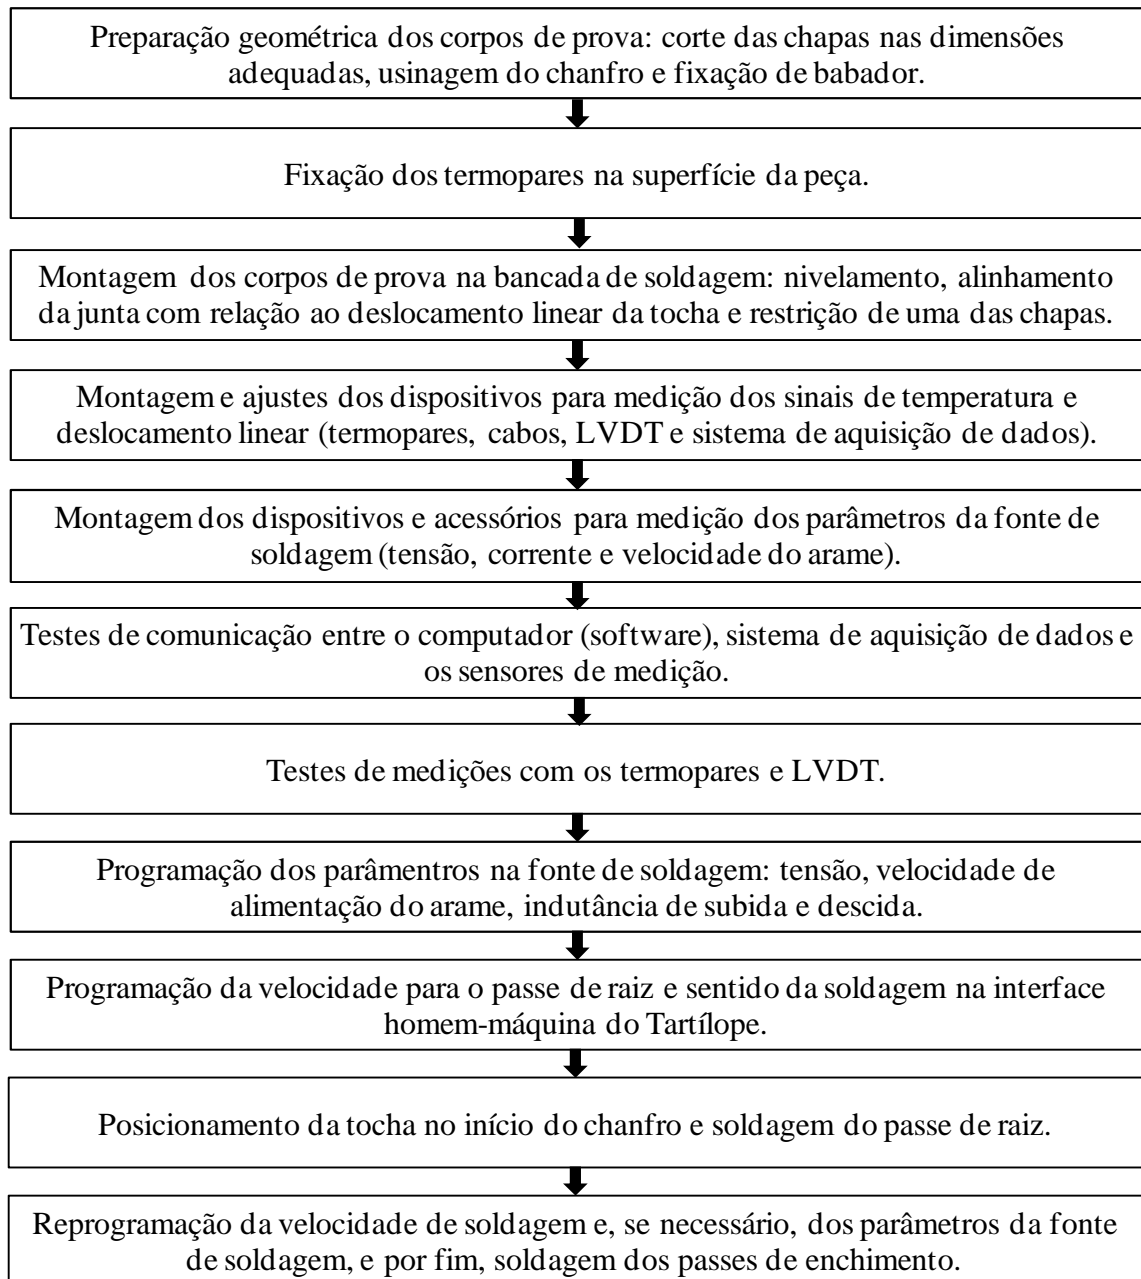 Preparação geométrica dos corpos de prova: corte das chapas nas dimensões
adequadas, usinagem do chanfro e fixação de babador.
Fixação dos termopares na superfície da peça.
Montagem dos corpos de prova na bancada de soldagem: nivelamento, alinhamento
da junta com relação ao deslocamento linear da tocha e restrição de uma das chapas.
Montagem e ajustes dos dispositivos para medição dos sinais de temperatura e
deslocamento linear (termopares, cabos, LVDT e sistema de aquisição de dados).
Montagem dos dispositivos e acessórios para medição dos parâmetros da fonte de
soldagem (tensão, corrente e velocidade do arame).
Testes de comunicação entre o computador (software), sistema de aquisição de dados e
os sensores de medição.
Testes de medições com os termopares e LVDT.
Programação dos parâmentros na fonte de soldagem: tensão, velocidade de
alimentação do arame, indutância de subida e descida.
Programação da velocidade para o passe de raiz e sentido da soldagem na interface
homem-máquina do Tartílope.
Posicionamento da tocha no início do chanfro e soldagem do passe de raiz.
Reprogramação da velocidade de soldagem e, se necessário, dos parâmetros da fonte
de soldagem, e por fim, soldagem dos passes de enchimento.